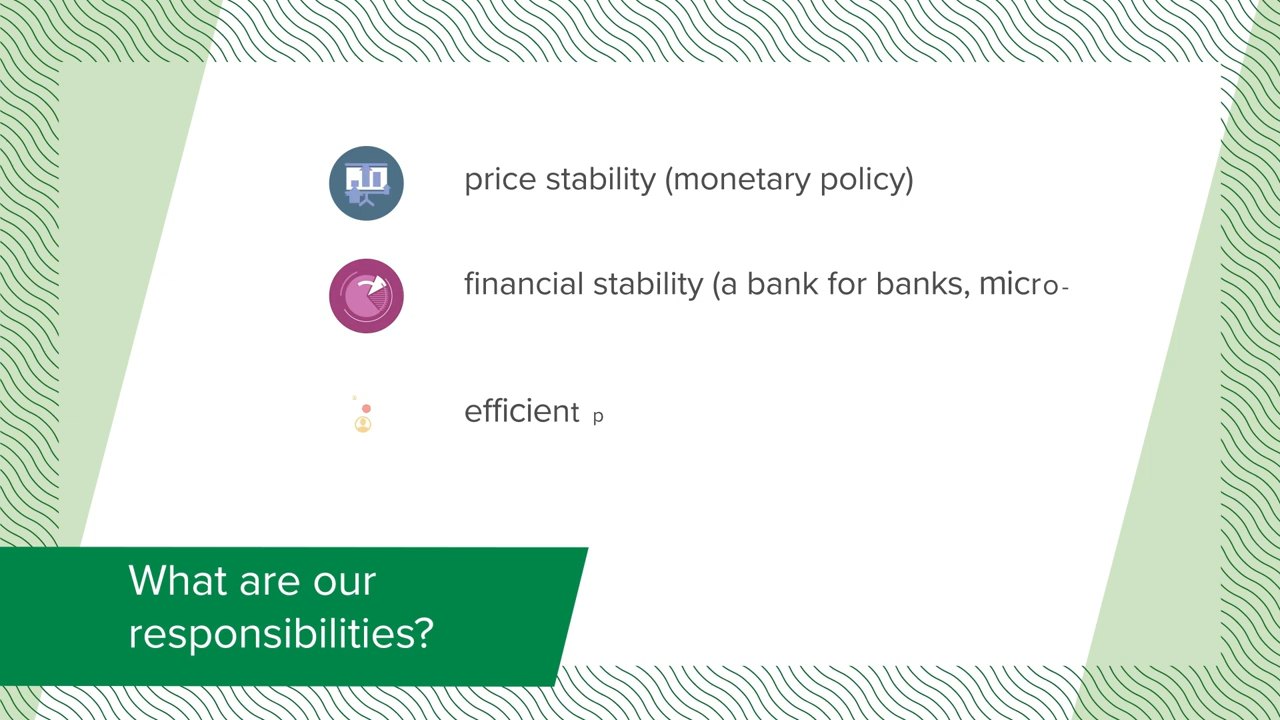 price stability (monetary policy)
financial stability (a bank for banks, micro-
efficient p
What are our
responsibilities?